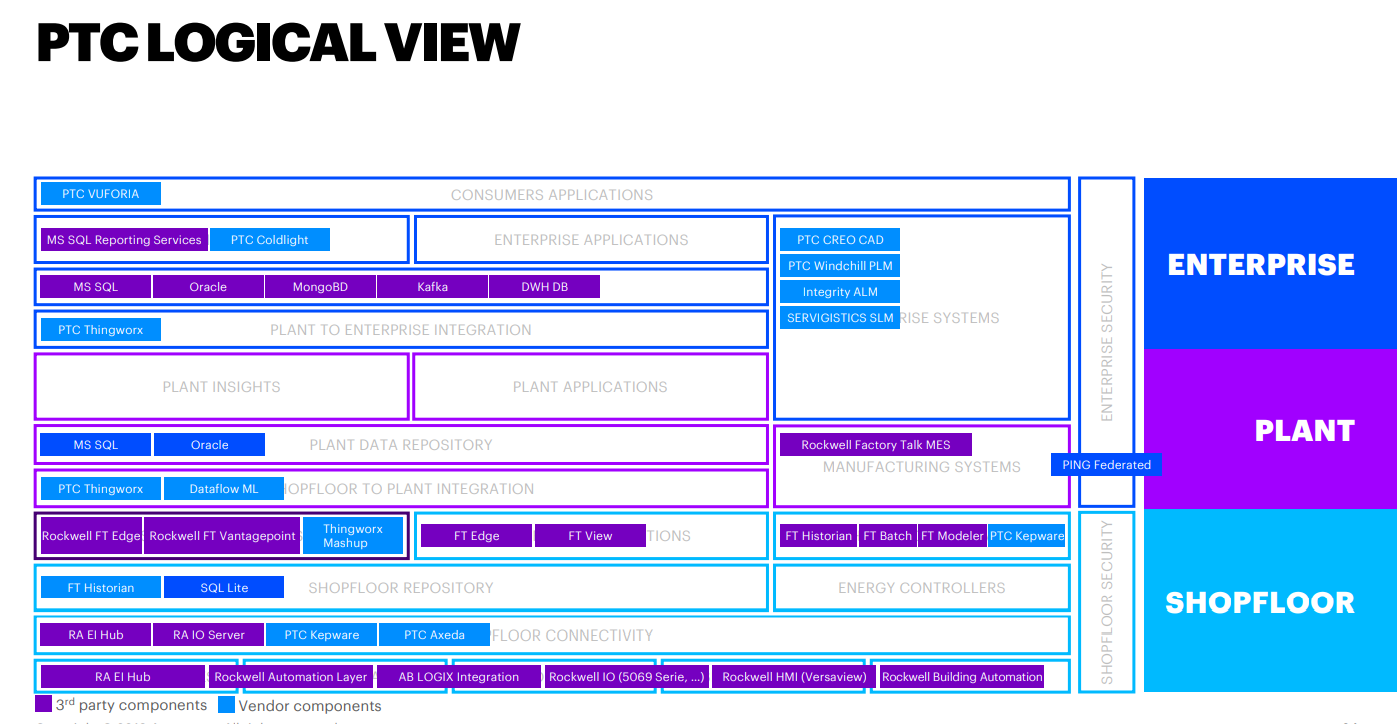 PTC LOGICAL VIEW
PTC VUFORIA
CONSUMERS APPLICATIONS
MS SQL Reporting Services
PTC Coldlight
ENTERPRISE APPLICATIONS
PTC CREO CAD
PTC Windchill PLM
Integrity ALM
SERVIGISTICS SLM
RISE SYSTEMS
MS SQL
Oracle
MongoBD
Kafka
DWH DB
PTC Thingworx
PLANT TO ENTERPRISE INTEGRATION
PLANT INSIGHTS
PLANT APPLICATIONS
MS SQL
Oracle
PLANT DATA REPOSITORY
Rockwell Factory Talk MES
MANUFACTURING SYSTEMS
PTC Thingworx
Dataflow ML
HOPFLOOR TO PLANT INTEGRATION
Rockwell FT Edge
Rockwell FT Vantagepoint
Thingworx
Mashup
FT Edge
FT View
TIONS
FT Historian
FT Batch
FT Modeler
PTC Kepware
FT Historian
SQL Lite
SHOPFLOOR REPOSITORY
ENERGY CONTROLLERS
RA EI Hub
RA IO Server
PTC Kepware
PTC Axeda
FLOOR CONNECTIVITY
RA EI Hub
Rockwell Automation Layer
AB LOGIX Integration
Rockwell IO (5069 Serie, ...)
Rockwell HMI (Versaview)
Rockwell Building Automation
ENTERPRISE SECURITY
PING Federated
SHOPFLOOR SECURITY
ENTERPRISE
PLANT
SHOPFLOOR
3rd party components
Vendor components